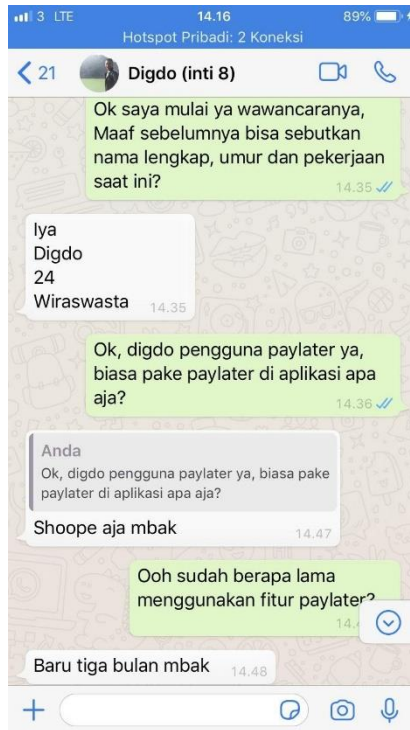 3 LTE 14.16 89%
Hotspot Pribadi: 2 Koneksi
21 Digdo (inti 8)
Ok saya mulai ya wawancaranya,
Maaf sebelumnya bisa sebutkan
nama lengkap, umur dan pekerjaan
saat ini?
14.35
Iya
Digdo
24
Wiraswasta 14.35
Ok, digdo pengguna paylater ya,
biasa pake paylater di aplikasi apa
aja?
14.36
Anda
Ok, digdo pengguna paylater ya, biasa pake
paylater di aplikasi apa aja?
Shoope aja mbak 14.47
Ooh sudah berapa lama
menggunakan fitur paylater?
Baru tiga bulan mbak 14.48